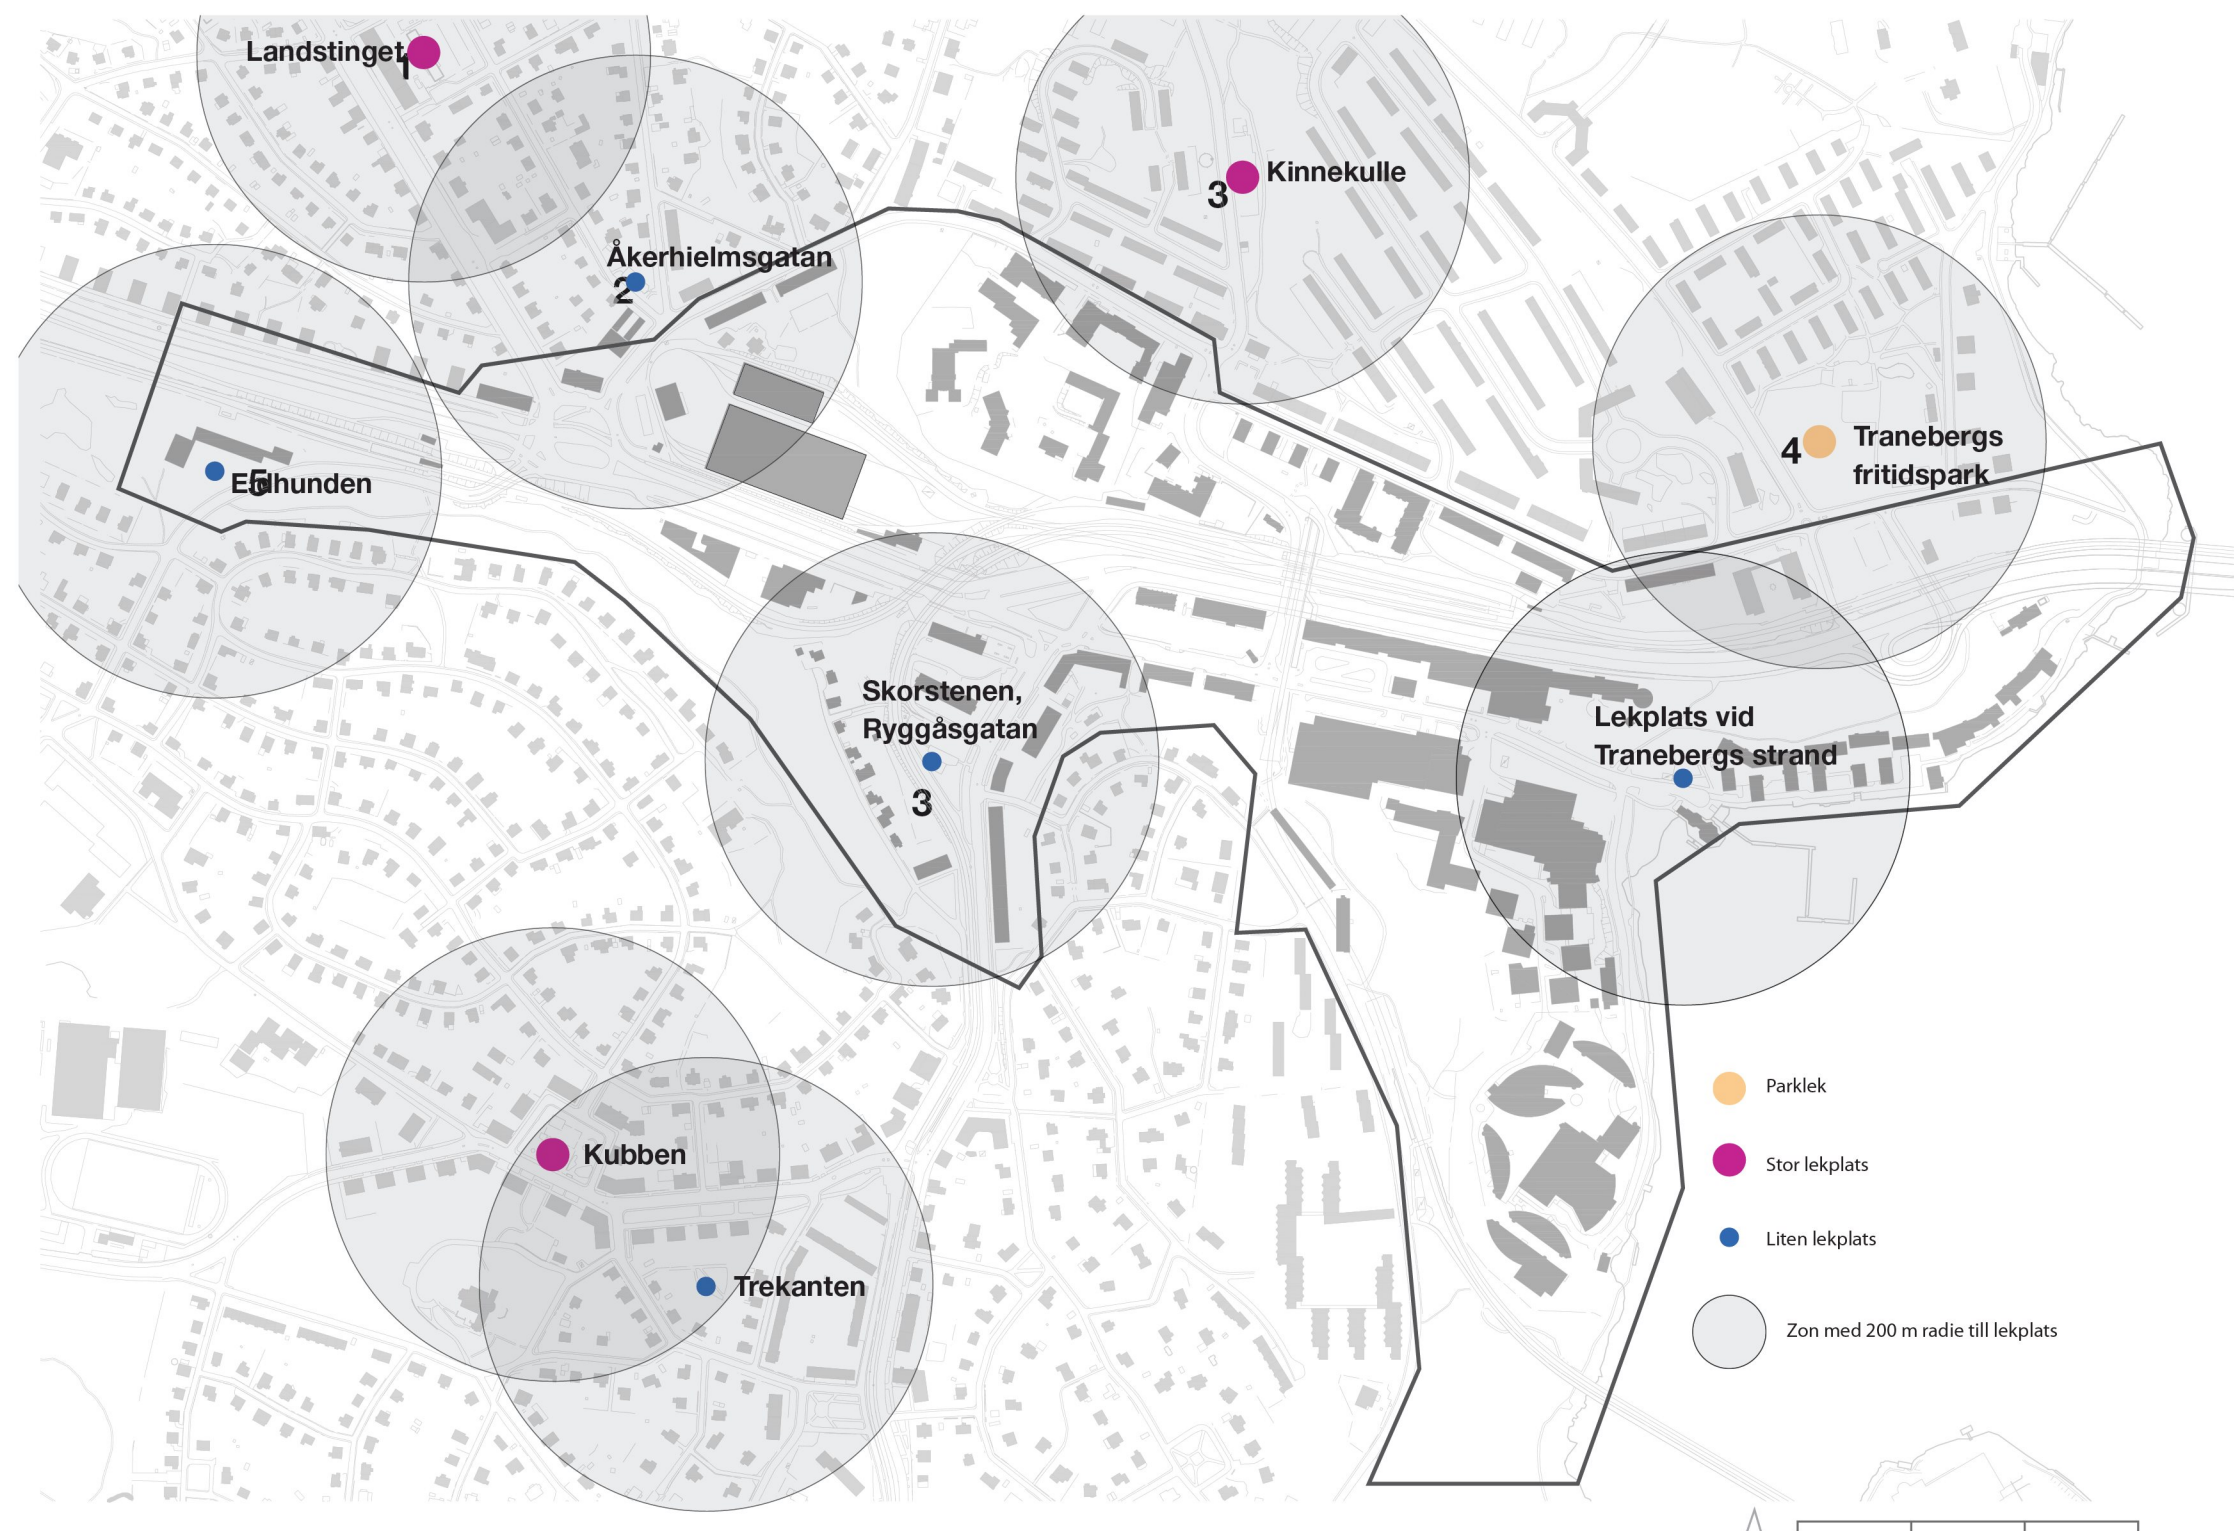 Landstinget
1
Kinnekulle
3
Åkerhielmsgatan
2
Tranebergs
fritidspark
4
5
Skorstenen,
Ryggåsgatan
3
Lekplats vid
Tranebergs strand
Kubben
Trekanten
Parklek
Stor lekplats
Liten lekplats
Zon med 200 m radie till lekplats